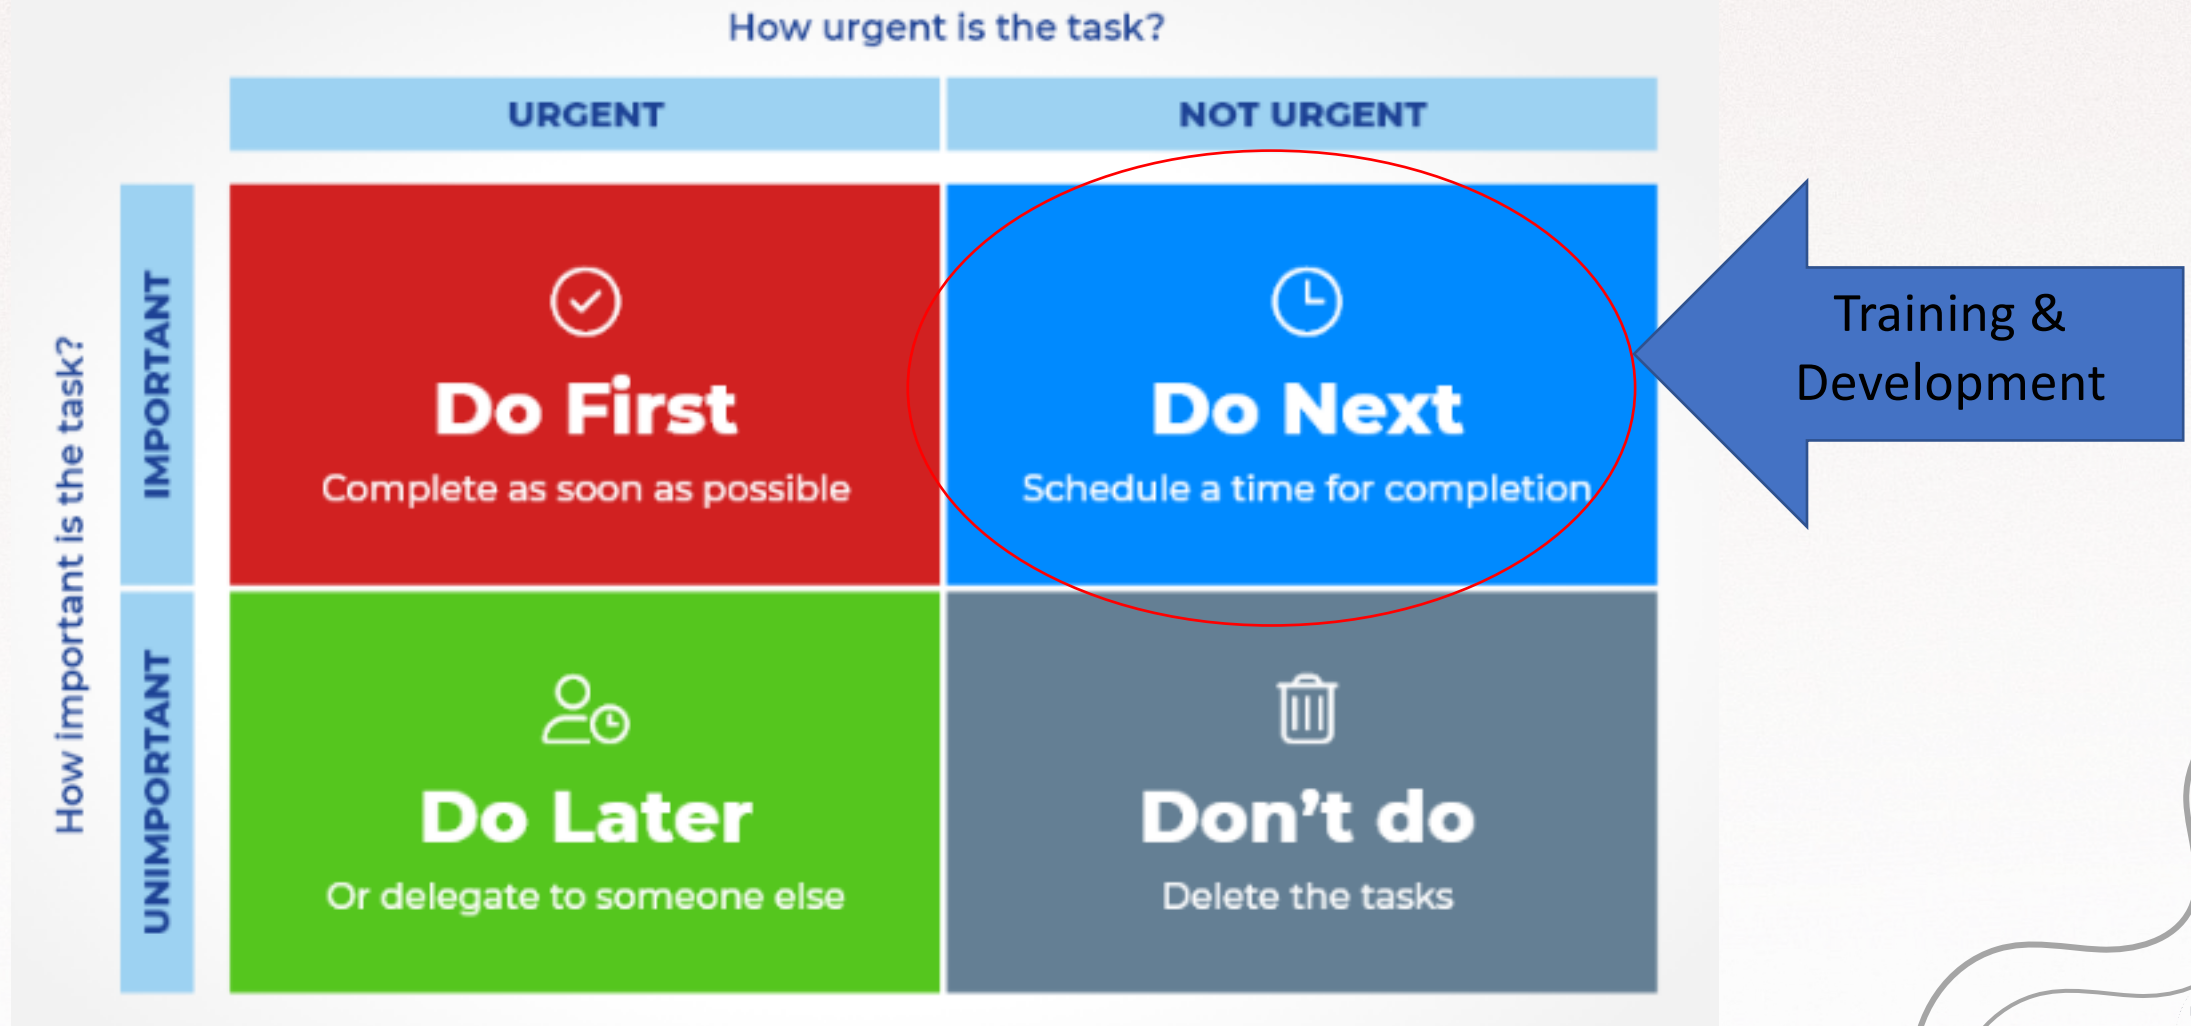 How urgent is the task?
URGENT
NOT URGENT
How important is the task?
IMPORTANT
Do First
Complete as soon as possible
Do Next
Schedule a time for completion
Training &
Development
UNIMPORTANT
Do Later
Or delegate to someone else
Don't do
Delete the tasks